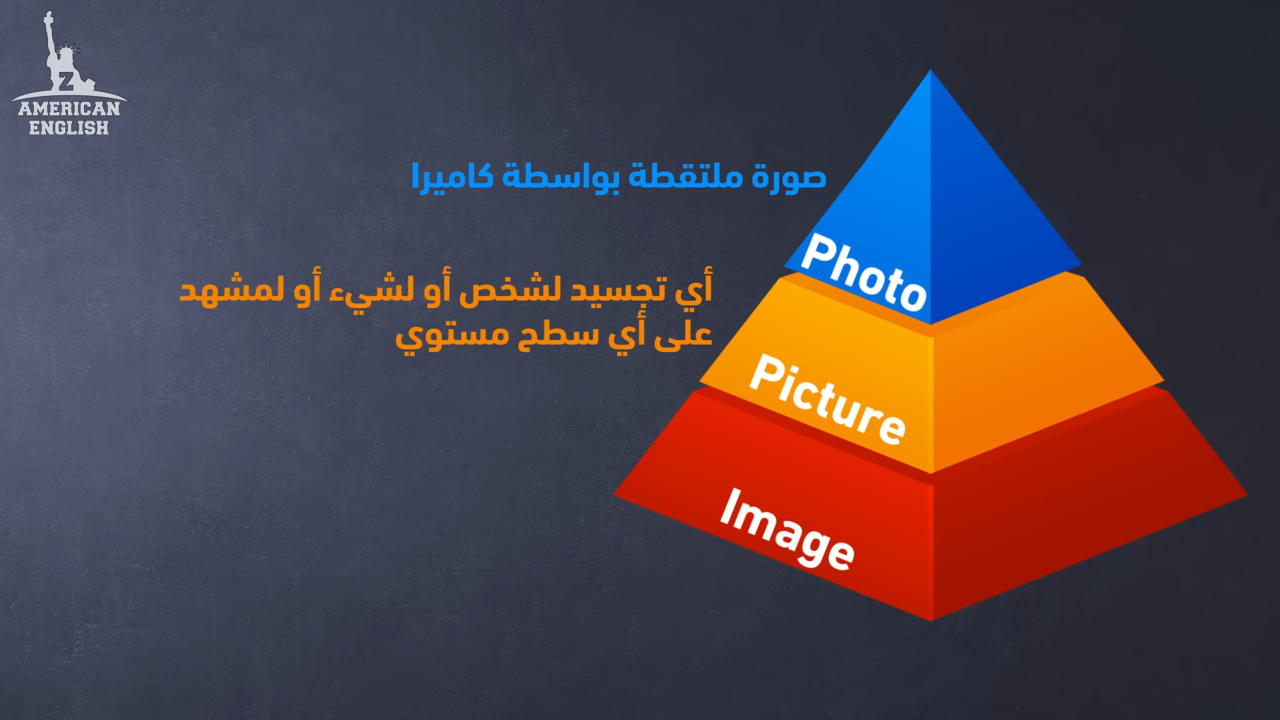 AMERICAN
ENGLISH
صورة ملتقطة بواسطة كاميرا
Photo
أي تجسيد لشخص أو لشيء أو لمشهد
على أي سطح مستوي
Picture
Image